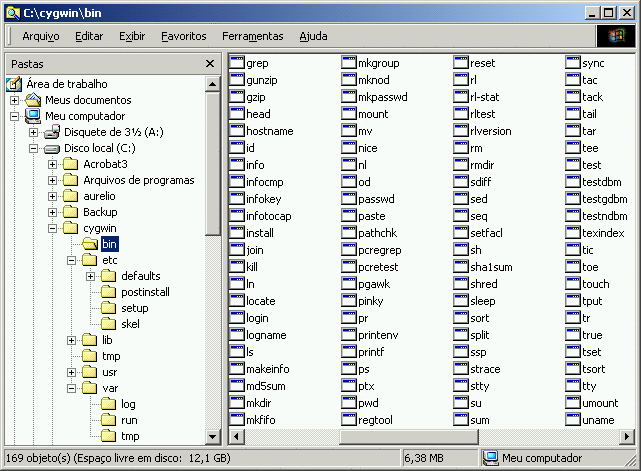 C:\cygwin\bin
Arquivo Editar Exibir Favoritos Ferramentas Ajuda
Pastas
Área de trabalho
Meus documentos
Meu computador
Disquete de 3½ (A:)
Disco local (C:)
Acrobat3
Arquivos de programas
aurelio
Backup
cygwin
bin
etc
defaults
postinstall
setup
skel
lib
tmp
usr
var
log
run
tmp
grep
gunzip
gzip
head
hostname
id
info
infocmp
infokey
infotocap
install
join
kill
ln
locate
login
logname
ls
makeinfo
md5sum
mkdir
mkfifo
mkgroup
mknod
mkpasswd
mount
mv
nice
nl
od
passwd
paste
pathchk
pcregrep
pcretest
pgawk
pinky
pr
printenv
printf
ps
ptx
pwd
regtool
reset
rl
rl-stat
rltest
rlversion
rm
rmdir
sdiff
sed
seq
setfacl
sh
sha1sum
shred
sleep
sort
split
ssp
strace
stty
su
sum
sync
tac
tack
tail
tar
tee
test
testdbm
testgdbm
testndbm
texindex
tic
toe
touch
tput
tr
true
tset
tsort
tty
umount
uname
169 objeto(s) (Espaço livre em disco: 12,1 GB) 6,38 MB Meu computador